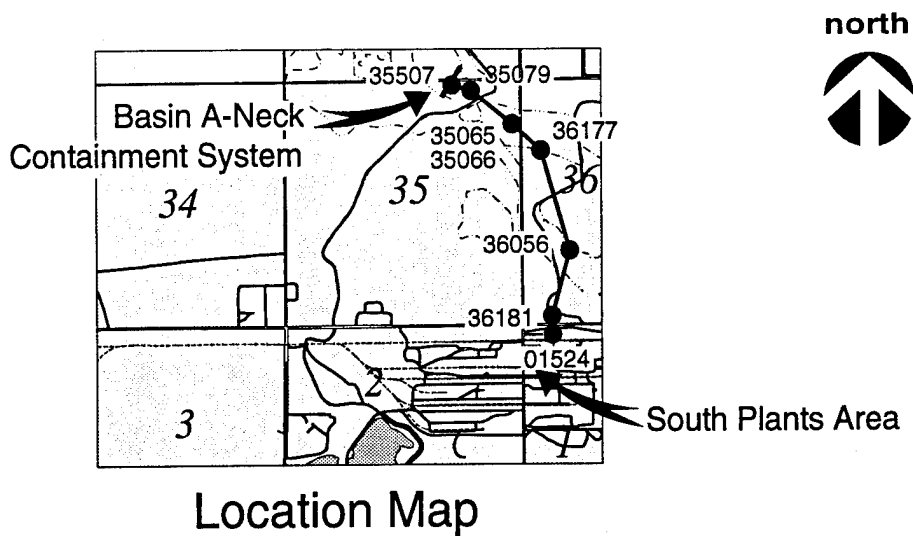 north
35507
35079
Basin A-Neck
Containment System
35065
35066
36177
34
35
36
36056
36181
01524
2
3
1
South Plants Area
Location Map